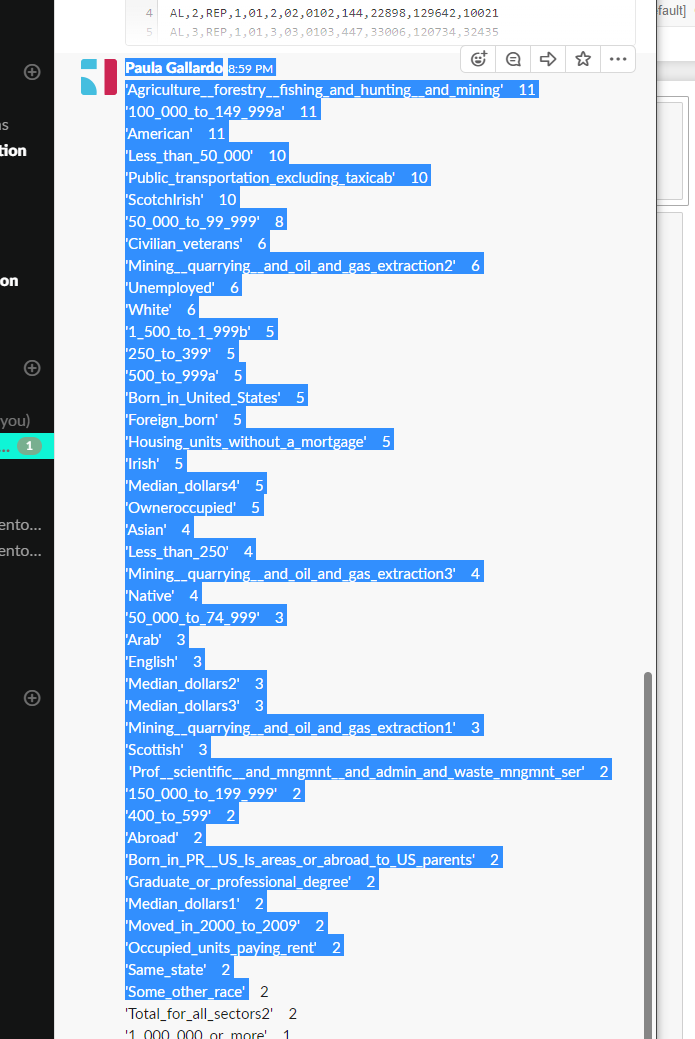 4 AL,2,REP,1,01,2,02,0102,144,22898,129642,10021
5 AL,3,REP,1,01,3,03,0103,447,33006,120734,32435
fault]
Paula Gallardo 8:59 PM
'Agriculture__forestry__fishing_and_hunting__and_mining' 11
'100_000_to_149_999a' 11
'American' 11
'Less_than_50_000' 10
'Public_transportation_excluding_taxicab' 10
'ScotchIrish' 10
'50_000_to_99_999' 8
'Civilian_veterans' 6
'Mining__quarrying__and_oil_and_gas_extraction2' 6
'Unemployed' 6
'White' 6
'1_500_to_1_999b' 5
'250_to_399' 5
'500_to_999a' 5
'Born_in_United_States' 5
'Foreign_born' 5
'Housing_units_without_a_mortgage' 5
'Irish' 5
'Median_dollars4' 5
'Owneroccupied' 5
'Asian' 4
'Less_than_250' 4
'Mining__quarrying__and_oil_and_gas_extraction3' 4
'Native' 4
'50_000_to_74_999' 3
'Arab' 3
'English' 3
'Median_dollars2' 3
'Median_dollars3' 3
'Mining__quarrying__and_oil_and_gas_extraction1' 3
'Scottish' 3
'Prof__scientific__and_mngmnt__and_admin_and_waste_mngmnt_ser' 2
'150_000_to_199_999' 2
'400_to_599' 2
'Abroad' 2
'Born_in_PR__US_Is_areas_or_abroad_to_US_parents' 2
'Graduate_or_professional_degree' 2
'Median_dollars1' 2
'Moved_in_2000_to_2009' 2
'Occupied_units_paying_rent' 2
'Same_state' 2
'Some_other_race' 2
'Total_for_all_sectors2' 2
'1_000_000_or_more' 1
s
tion
on
you)
... 1
ento...
ento...